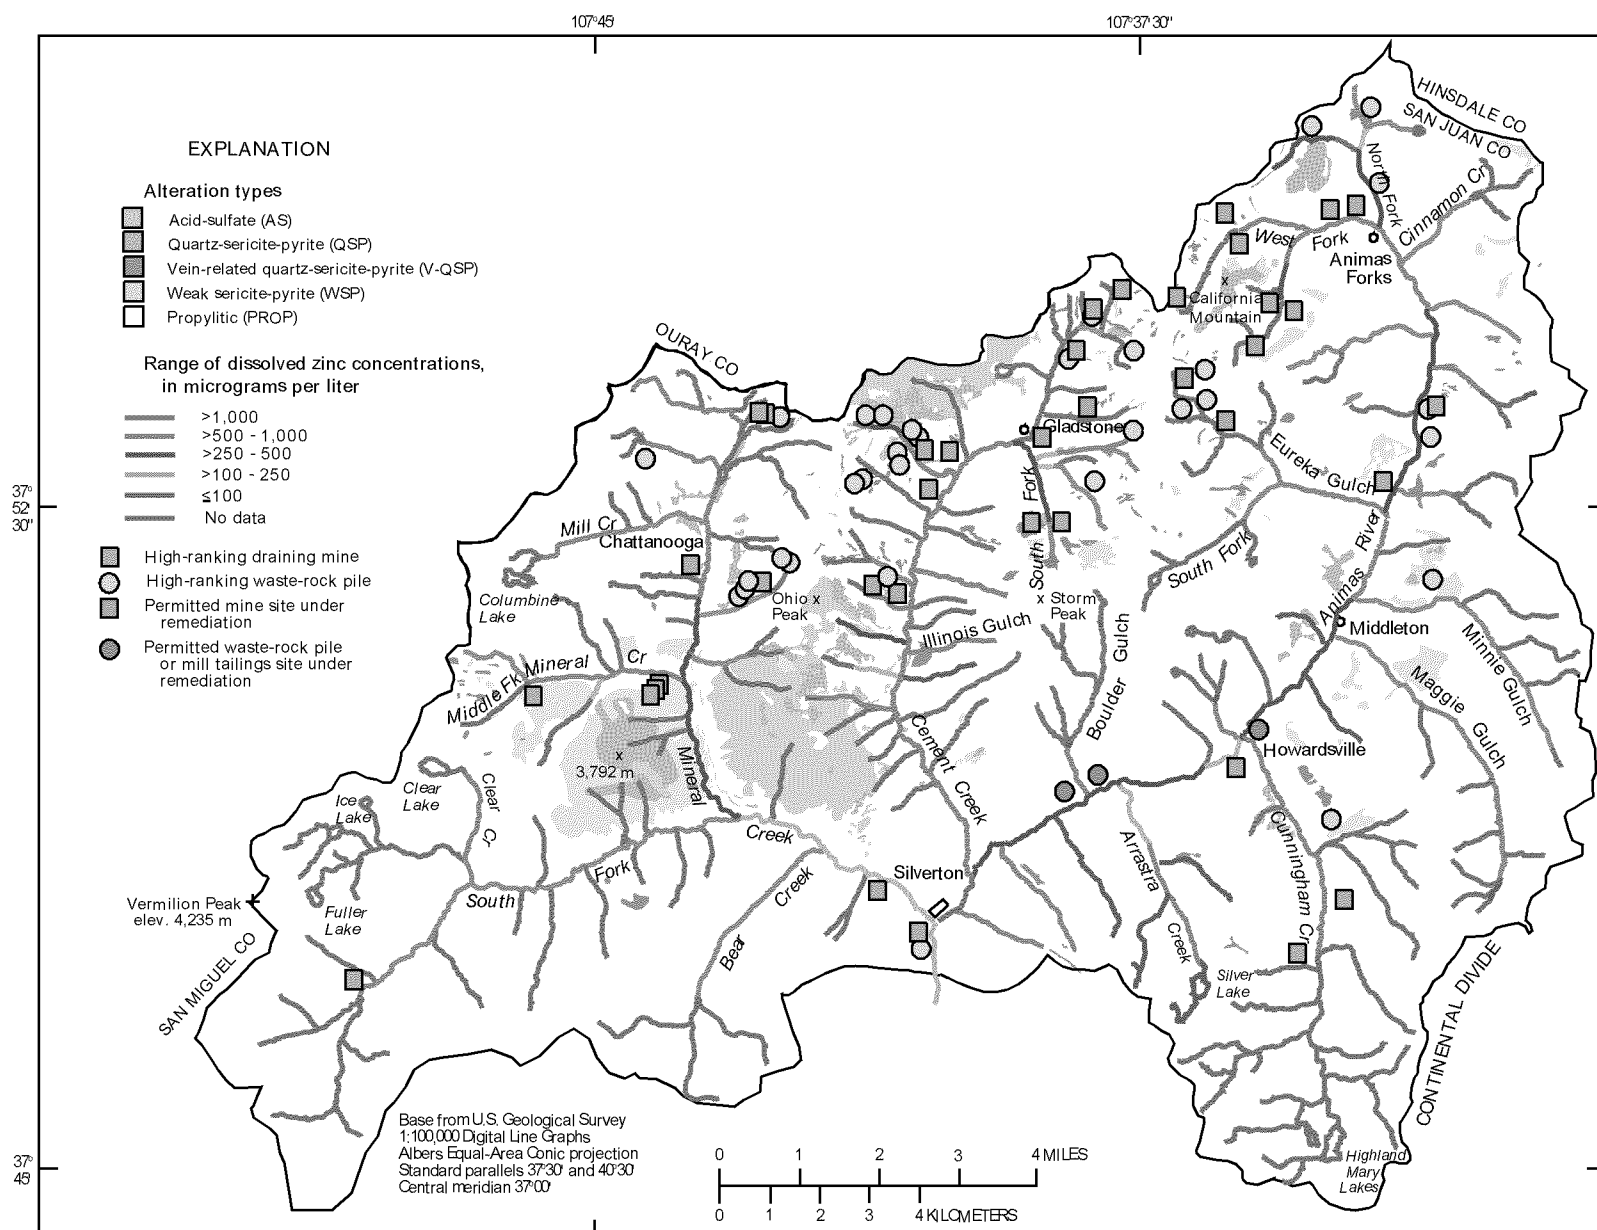 107°45'
107°37'30"
HINSDALE CO
SAN JUAN CO
EXPLANATION
Alteration types
Acid-sulfate (AS)
Quartz-sericite-pyrite (QSP)
Vein-related quartz-sericite-pyrite (V-QSP)
Weak sericite-pyrite (WSP)
Propylitic (PROP)
Range of dissolved zinc concentrations,
in micrograms per liter
>1,000
>500 - 1,000
>250 - 500
>100 - 250
≤100
No data
High-ranking draining mine
High-ranking waste-rock pile
Permitted mine site under
remediation
Permitted waste-rock pile
or mill tailings site under
remediation
North Fork
Cinnamon Cr
West Fork
Animas
Forks
California
Mountain
OURAY CO
Gladstone
Eureka Gulch
37°
52'
30"
South Fork
South Fork
Animas River
Mill Cr
Chattanooga
Columbine
Lake
Ohio
Peak x
x Storm
Peak
Illinois Gulch
Boulder Gulch
Middleton
Minnie Gulch
Maggie Gulch
Middle Fk Mineral Cr
x
3,792 m
Mineral
Creek
Cement Creek
Howardsville
Clear
Lake
Clear Cr
Ice
Lake
Cunningham Cr
Arrastra
Creek
Silverton
South Fork
Bear Creek
Vermilion Peak
elev. 4,235 m
Fuller
Lake
Silver
Lake
SAN MIGUEL CO
CONTINENTAL DIVIDE
Highland
Mary
Lakes
37°
45'
Base from U.S. Geological Survey
1:100,000 Digital Line Graphs
Albers Equal-Area Conic projection
Standard parallels 37°30' and 40°30'
Central meridian 37°00'
0 1 2 3 4 MILES
0 1 2 3 4 KILOMETERS